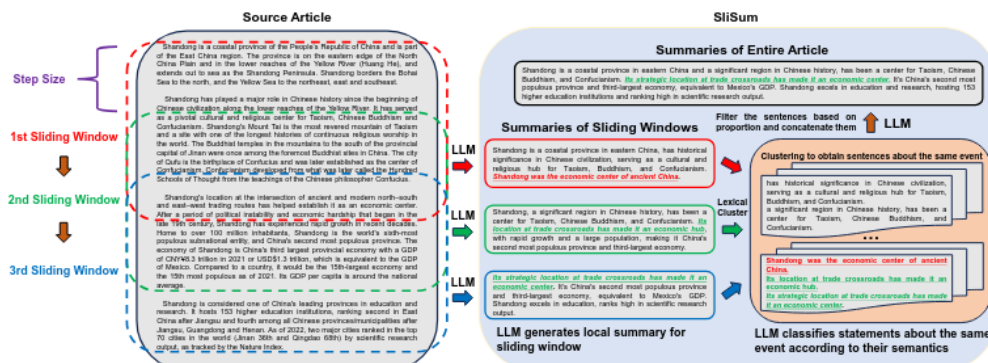 Source Article
SliSum
Step Size
1st Sliding Window
2nd Sliding Window
3rd Sliding Window
Shandong is a coastal province of the People's Republic of China and is part
of the East China region. The province is on the eastern edge of the North
China Plain and in the lower reaches of the Yellow River (Huang He), and
extends out to sea as the Shandong Peninsula. Shandong borders the Bohai
Sea to the north, and the Yellow Sea to the northeast, east and southeast.
Shandong has played a major role in Chinese history since the beginning of
Chinese civilization along the lower reaches of the Yellow River. It has served
as a pivotal cultural and religious center for Taoism, Chinese Buddhism and
Confucianism. Shandong's Mount Tai is the most revered mountain of Taoism
and a site with one of the longest histories of continuous religious worship in
the world. The Buddhist temples in the mountains to the south of the provincial
capital of Jinan were once among the foremost Buddhist sites in China. The city
of Qufu is the birthplace of Confucius and was later established as the center of
Confucianism. Confucianism developed from what was later called the Hundred
Schools of Thought from the teachings of the Chinese philosopher Confucius.
Shandong's location at the intersection of ancient and modern north–south
and east–west trading routes has helped establish it as an economic center.
After a period of political instability and economic hardship that began in the
late 19th century, Shandong has experienced rapid growth in recent decades.
Home to over 100 million inhabitants, Shandong is the world's sixth-most
populous subnational entity, and China's second most populous province. The
economy of Shandong is China's third largest provincial economy with a GDP
of CNY¥8.3 trillion in 2021 or USD$1.3 trillion, which is equivalent to the GDP
of Mexico. Compared to a country, it would be the 15th-largest economy and
the 15th most populous as of 2021. Its GDP per capita is around the national
average.
Shandong is considered one of China's leading provinces in education and
research. It hosts 153 higher education institutions, ranking second in East
China after Jiangsu and fourth among all Chinese provinces/municipalities after
Jiangsu, Guangdong and Henan. As of 2022, two major cities ranked in the top
70 cities in the world (Jinan 36th and Qingdao 68th) by scientific research
output, as tracked by the Nature Index.
LLM
LLM
LLM
Summaries of Entire Article
Shandong is a coastal province in eastern China and a significant region in Chinese history, has been a center for Taoism, Chinese
Buddhism, and Confucianism. Its strategic location at trade crossroads has made it an economic center. It's China's second most
populous province and third-largest economy, equivalent to Mexico's GDP. Shandong excels in education and research, hosting 153
higher education institutions and ranking high in scientific research output.
Filter the sentences based on
proportion and concatenate them
LLM
Summaries of Sliding Windows
Shandong is a coastal province in eastern China, has historical
significance in Chinese civilization, serving as a cultural and
religious hub for Taoism, Buddhism, and Confucianism.
Shandong was the economic center of ancient China.
Shandong, a significant region in Chinese history, has been a
center for Taoism, Chinese Buddhism, and Confucianism. Its
location at trade crossroads has made it an economic hub,
with rapid growth and a large population, making it China's
second most populous province and third-largest economy.
Its strategic location at trade crossroads has made it an
economic center. It's China's second most populous province
and third-largest economy, equivalent to Mexico's GDP.
Shandong excels in education, ranks high in scientific research
output.
LLM generates local summary for
sliding window
Lexical
Cluster
Clustering to obtain sentences about the same event
has historical significance in Chinese civilization,
serving as a cultural and religious hub for Taoism,
Buddhism, and Confucianism.
a significant region in Chinese history, has been a
center for Taoism, Chinese Buddhism, and
Confucianism.
...
Shandong was the economic center of ancient
China.
Its location at trade crossroads has made it an
economic hub.
Its strategic location at trade crossroads has made
it an economic center.
LLM classifies statements about the same
event according to their semantics